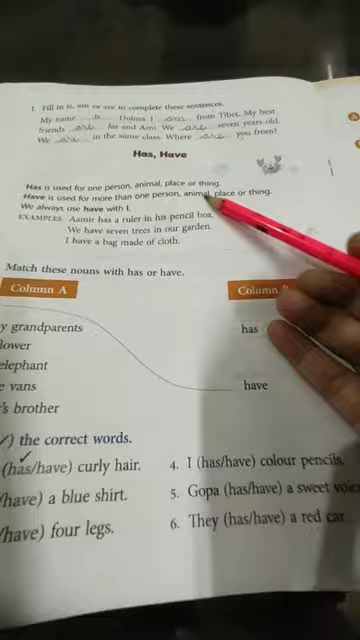 1. Fill in is, am or are to complete these sentences.
My name is Dolma. I am from Tibet. My best
friends are Jas and Ami. We are seven years old.
We are in the same class. Where are you from?
Has, Have
Has is used for one person, animal, place or thing.
Have is used for more than one person, animal, place or thing.
We always use have with I.
EXAMPLES: Aamir has a ruler in his pencil box.
We have seven trees in our garden.
I have a bag made of cloth.
Match these nouns with has or have.
Column A
Column
y grandparents
has
lower
elephant
e vans
have
's brother
✓) the correct words.
(has/have) curly hair.
4. I (has/have) colour pencils.
/have) a blue shirt.
5. Gopa (has/have) a sweet
/have) four legs.
6. They (has/have) a red car